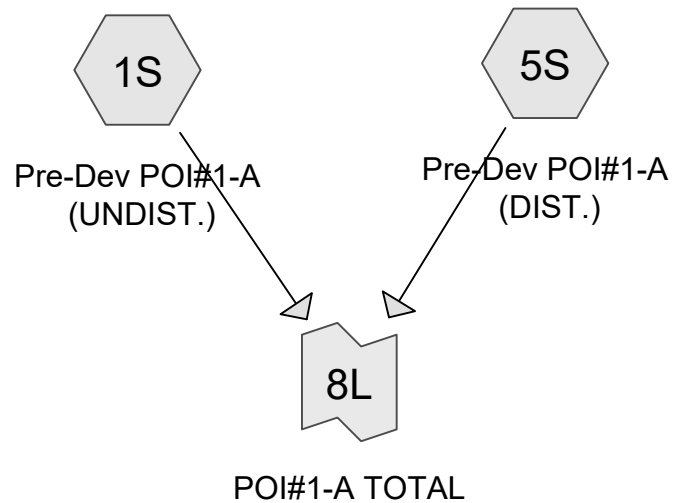 1S
Pre-Dev POI#1-A
(UNDIST.)
5S
Pre-Dev POI#1-A
(DIST.)
8L
POI#1-A TOTAL